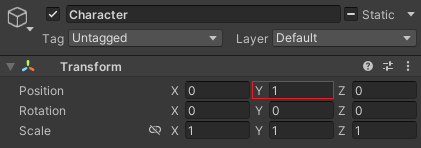 Character
Static
Tag Untagged Layer Default
Transform
Position X 0 Y 1 Z 0
Rotation X 0 Y 0 Z 0
Scale X 1 Y 1 Z 1